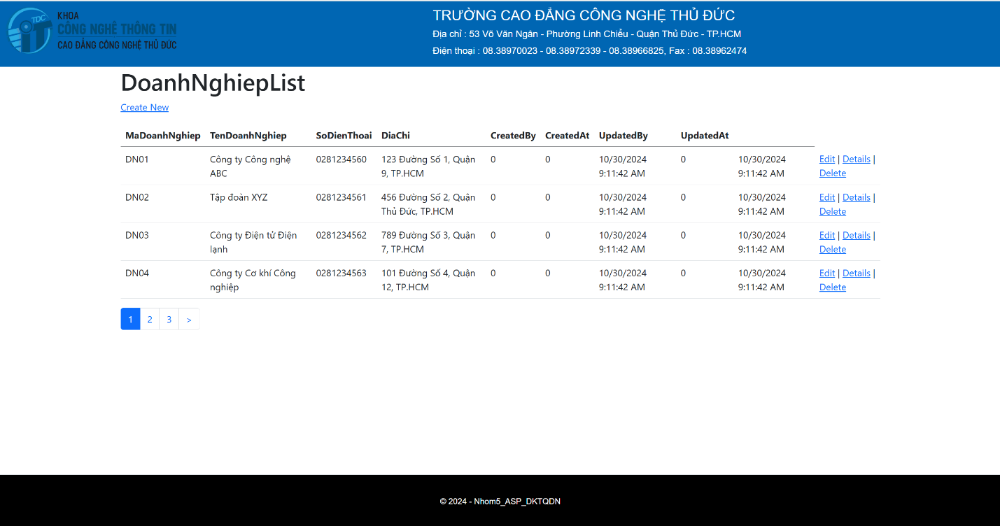 KHOA
CÔNG NGHỆ THÔNG TIN
CAO ĐẲNG CÔNG NGHỆ THỦ ĐỨC
TDC
iT
TRƯỜNG CAO ĐẲNG CÔNG NGHỆ THỦ ĐỨC
Địa chỉ : 53 Võ Văn Ngân - Phường Linh Chiểu - Quận Thủ Đức - TP.HCM
Điện thoại : 08.38970023 - 08.38972339 - 08.38966825, Fax : 08.38962474
DoanhNghiepList
Create New
MaDoanhNghiep TenDoanhNghiep SoDienThoai DiaChi CreatedBy CreatedAt UpdatedBy UpdatedAt
DN01 Công ty Công nghệ 0281234560 123 Đường Số 1, Quận 0 0 10/30/2024 0 10/30/2024 Edit | Details |
ABC 9, TP.HCM 9:11:42 AM 9:11:42 AM Delete
DN02 Tập đoàn XYZ 0281234561 456 Đường Số 2, Quận 0 0 10/30/2024 0 10/30/2024 Edit | Details |
Thủ Đức, TP.HCM 9:11:42 AM 9:11:42 AM Delete
DN03 Công ty Điện tử Điện 0281234562 789 Đường Số 3, Quận 0 0 10/30/2024 0 10/30/2024 Edit | Details |
lạnh 7, TP.HCM 9:11:42 AM 9:11:42 AM Delete
DN04 Công ty Cơ khí Công 0281234563 101 Đường Số 4, Quận 0 0 10/30/2024 0 10/30/2024 Edit | Details |
nghiệp 12, TP.HCM 9:11:42 AM 9:11:42 AM Delete
1 2 3 >
© 2024 - Nhom5_ASP_DKTQDN